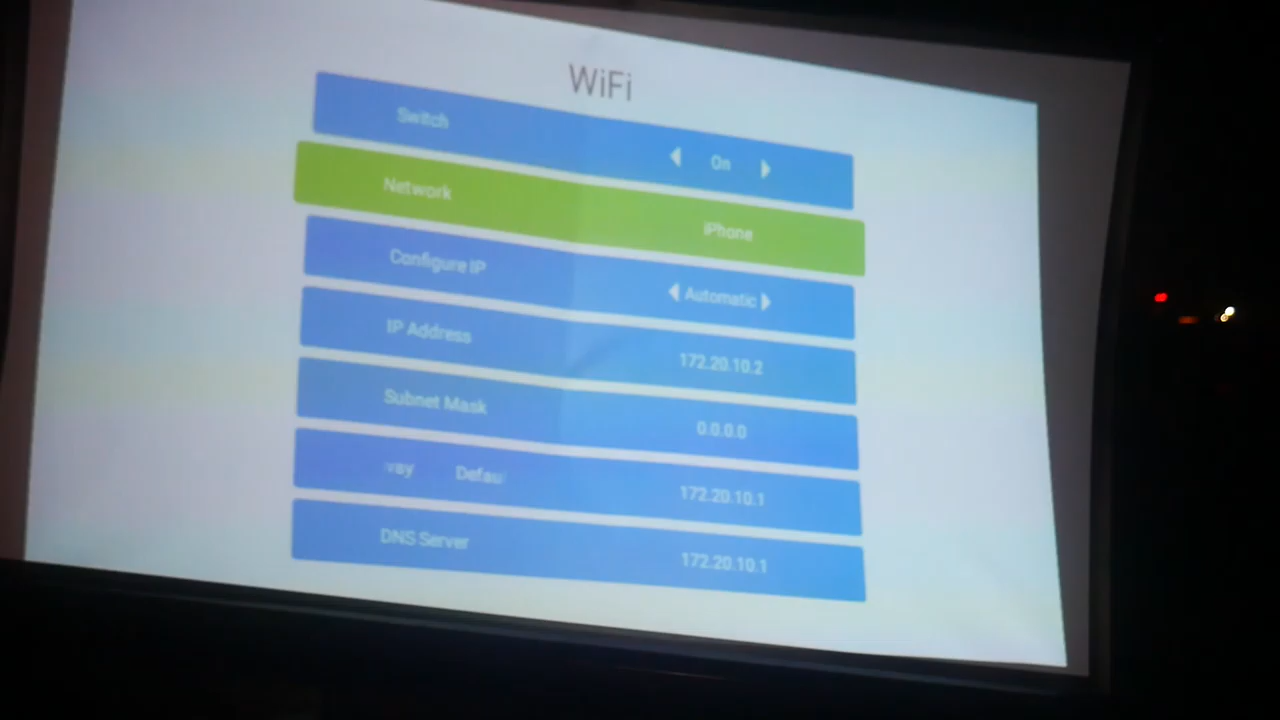 WiFi
Switch On
Network iPhone
Configure IP Automatic
IP Address 172.20.10.2
Subnet Mask 0.0.0.0
way Defau 172.20.10.1
DNS Server 172.20.10.1